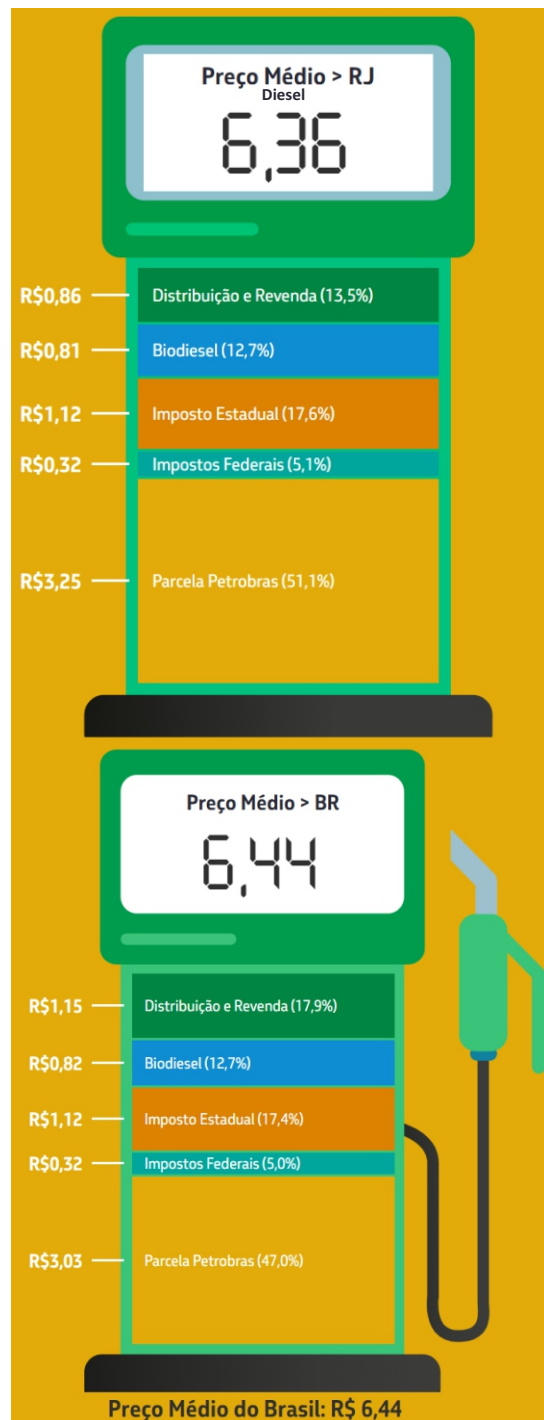 Preço Médio > RJ
Diesel
6,36
R$0,86 Distribuição e Revenda (13,5%)
R$0,81 Biodiesel (12,7%)
R$1,12 Imposto Estadual (17,6%)
R$0,32 Impostos Federais (5,1%)
R$3,25 Parcela Petrobras (51,1%)
Preço Médio > BR
6,44
R$1,15 Distribuição e Revenda (17,9%)
R$0,82 Biodiesel (12,7%)
R$1,12 Imposto Estadual (17,4%)
R$0,32 Impostos Federais (5,0%)
R$3,03 Parcela Petrobras (47,0%)
Preço Médio do Brasil: R$ 6,44